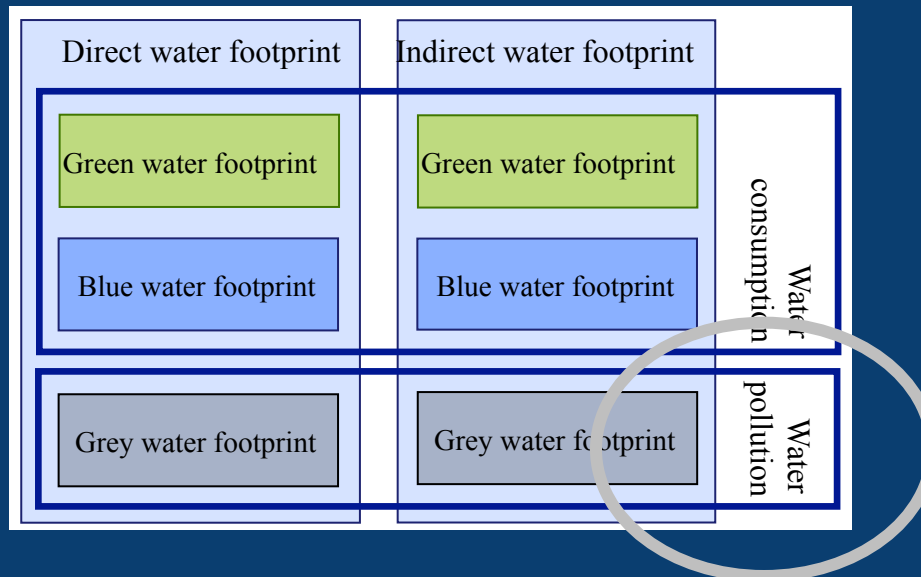 Direct water footprint
Indirect water footprint
Green water footprint
Green water footprint
Blue water footprint
Blue water footprint
Water
consumption
Grey water footprint
Grey water footprint
Water
pollution